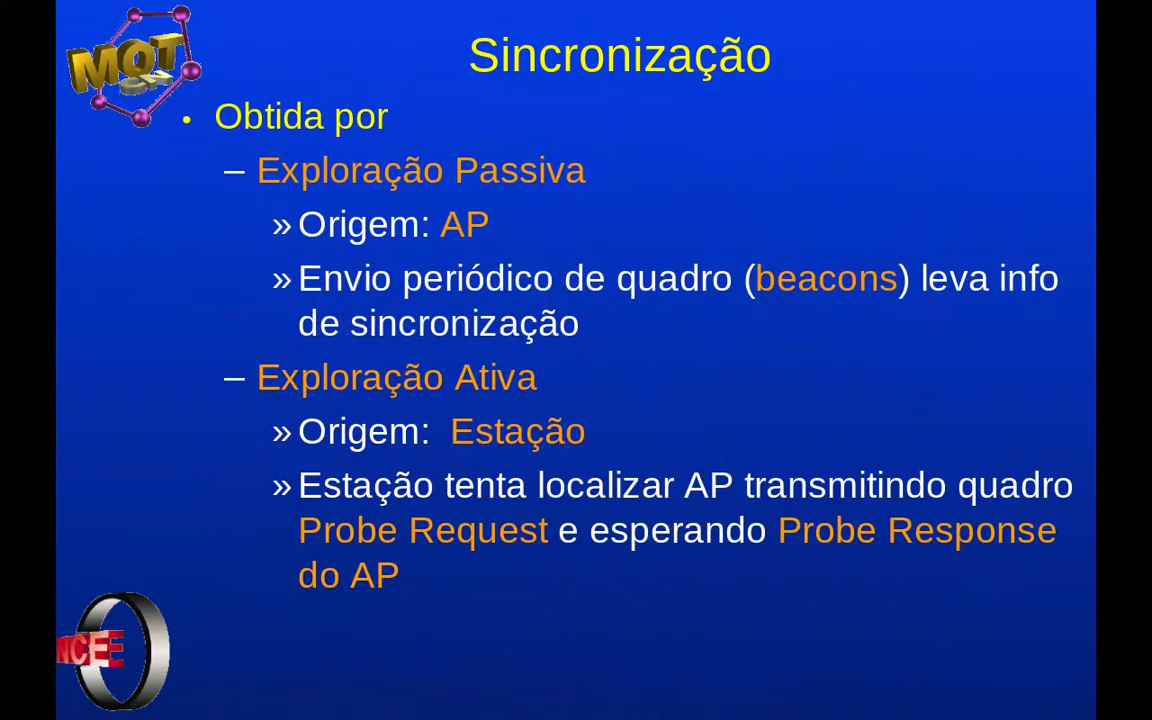 MOT
Sincronização
• Obtida por
– Exploração Passiva
» Origem: AP
» Envio periódico de quadro (beacons) leva info
de sincronização
– Exploração Ativa
» Origem: Estação
» Estação tenta localizar AP transmitindo quadro
Probe Request e esperando Probe Response
do AP